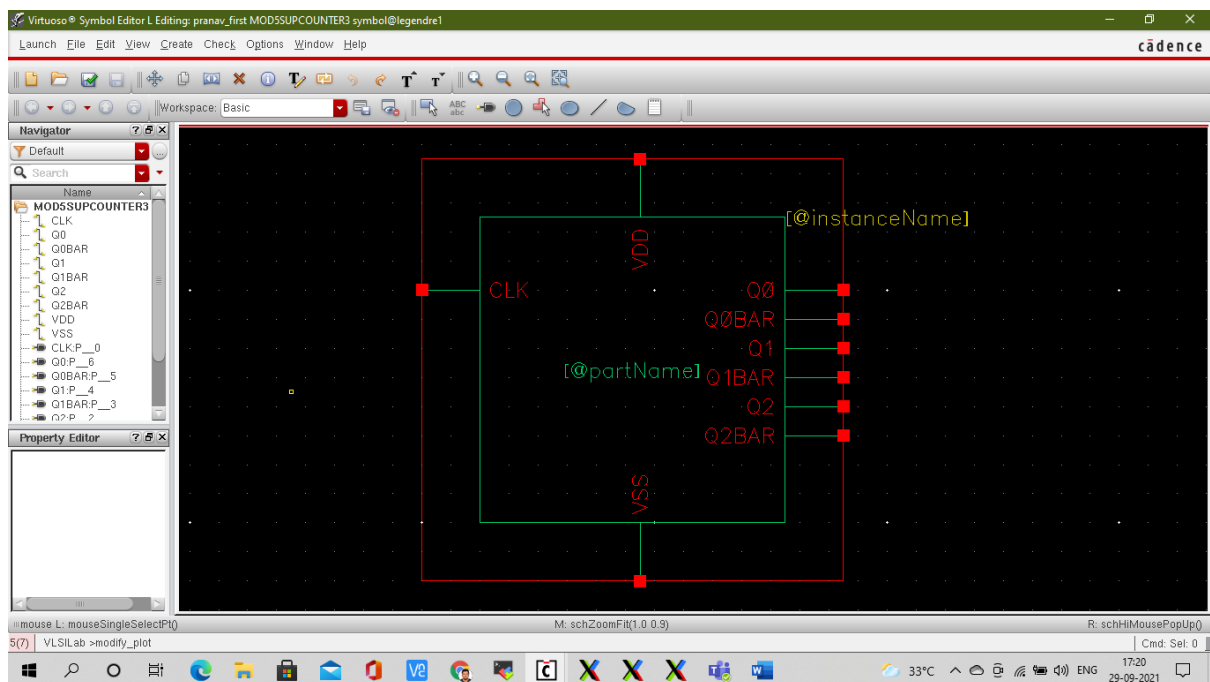 Virtuoso® Symbol Editor L Editing: pranav_first MOD5SUPCOUNTER3 symbol@legendre1
Launch File Edit View Create Check Options Window Help
cādence
Workspace: Basic
ABC
abc
Navigator
Default
Search
Name
MOD5SUPCOUNTER3
CLK
Q0
Q0BAR
Q1
Q1BAR
Q2
Q2BAR
VDD
VSS
CLK:P__0
Q0:P__6
Q0BAR:P__5
Q1:P__4
Q1BAR:P__3
Q2:P__2
Property Editor
[@instanceName]
VDD
CLK
Q0
Q0BAR
Q1
[@partName]
Q1BAR
Q2
Q2BAR
VSS
mouse L: mouseSingleSelectPt() M: schZoomFit(1.0 0.9) R: schHiMousePopUp()
5(7) VLSILab >modify_plot Cmd: Sel: 0
33°C ENG 17:20
29-09-2021